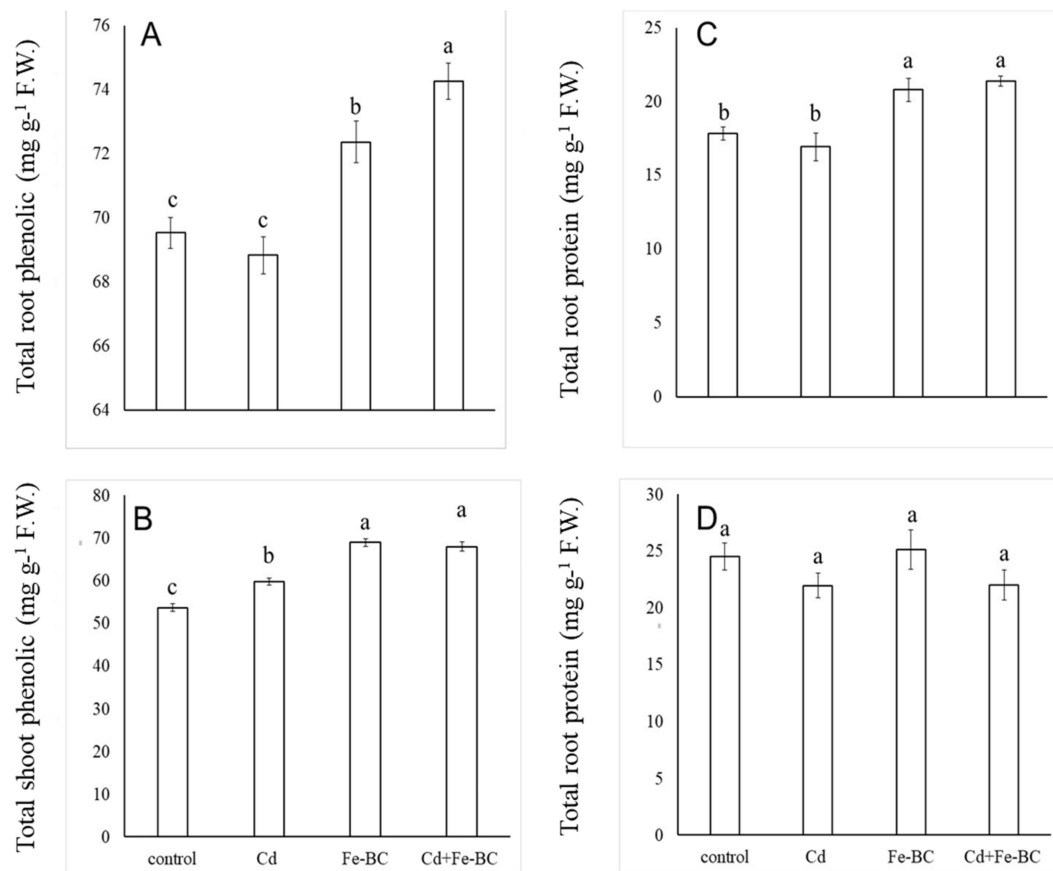 A
Total root phenolic (mg g-¹ F.W.)
76
74
72
70
68
66
64
c
c
b
a
C
Total root protein (mg g-¹ F.W.)
25
20
15
10
5
0
b
b
a
a
B
Total shoot phenolic (mg g-¹ F.W.)
80
70
60
50
40
30
20
10
0
c
b
a
a
control Cd Fe-BC Cd+Fe-BC
D
Total root protein (mg g-¹ F.W.)
30
25
20
15
10
5
0
a
a
a
a
control Cd Fe-BC Cd+Fe-BC